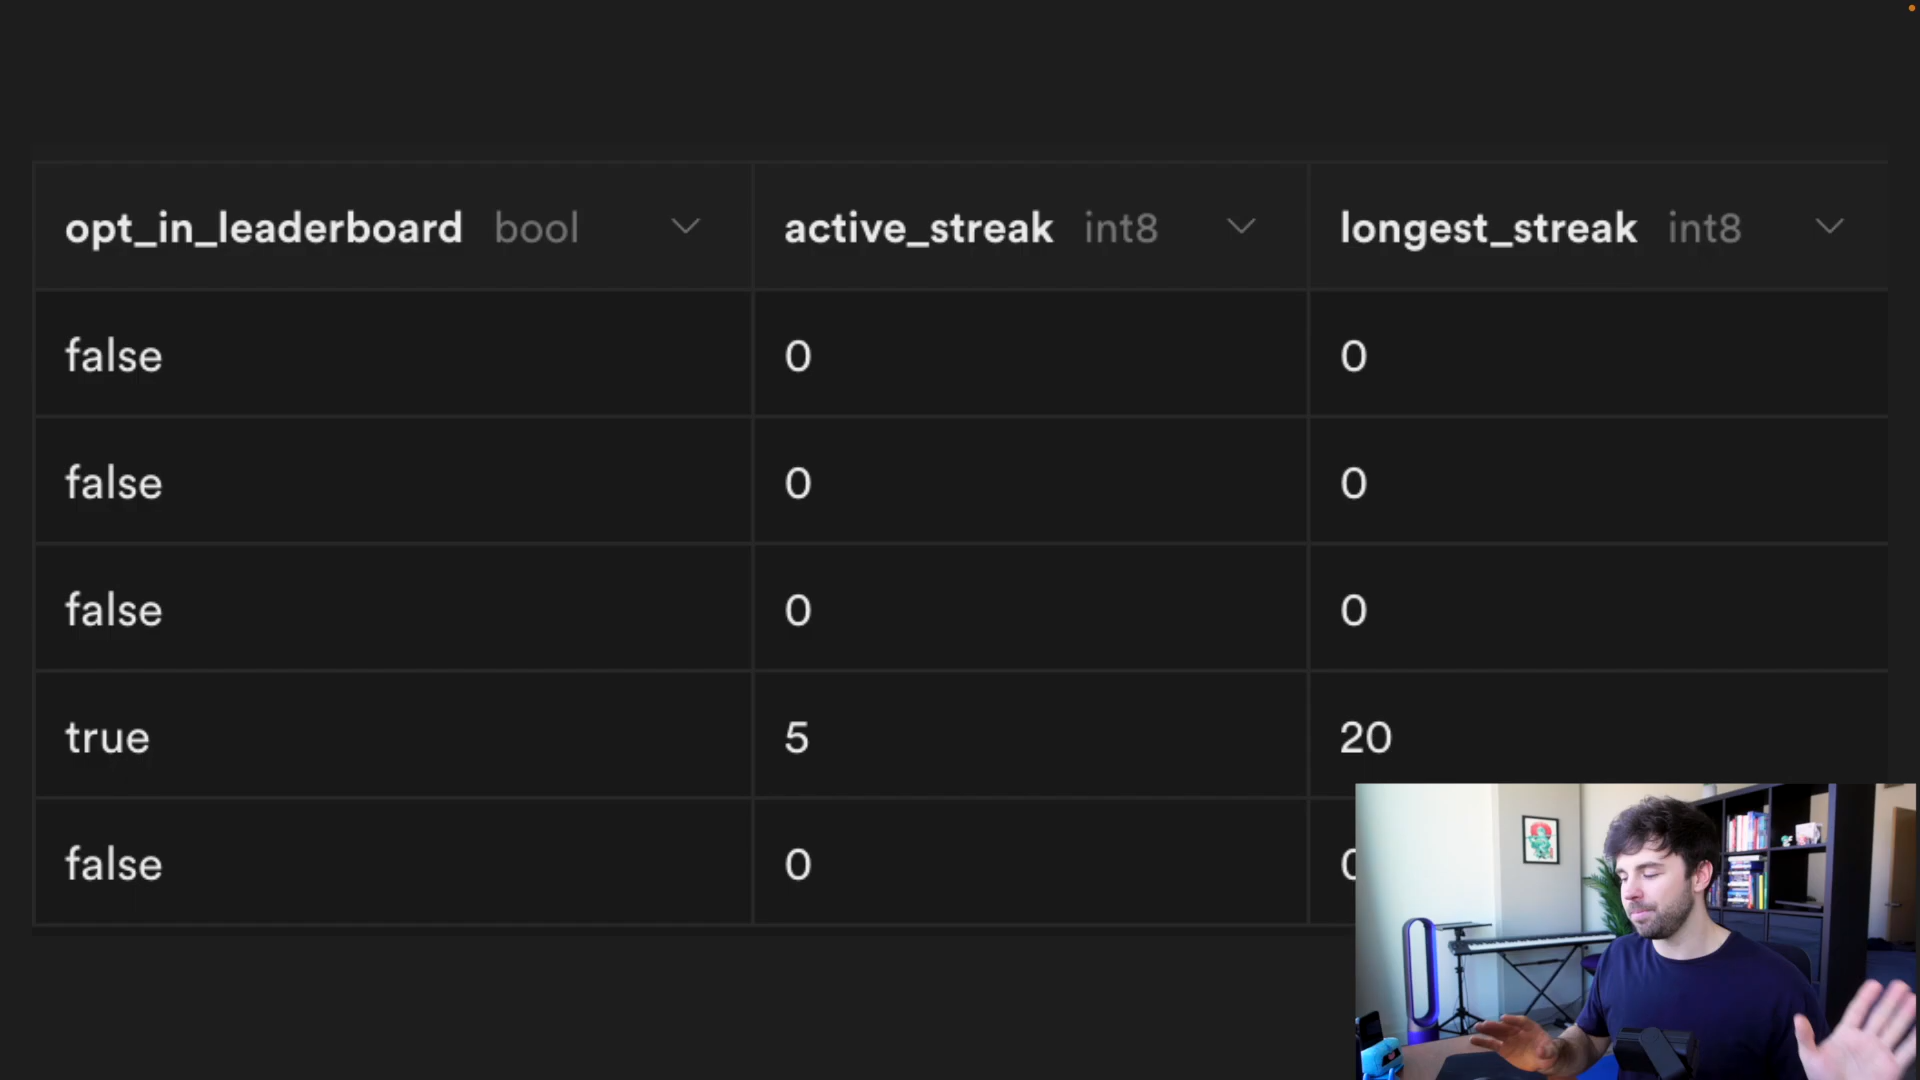 opt_in_leaderboard bool active_streak int8 longest_streak int8
false 0 0
false 0 0
false 0 0
true 5 20
false 0